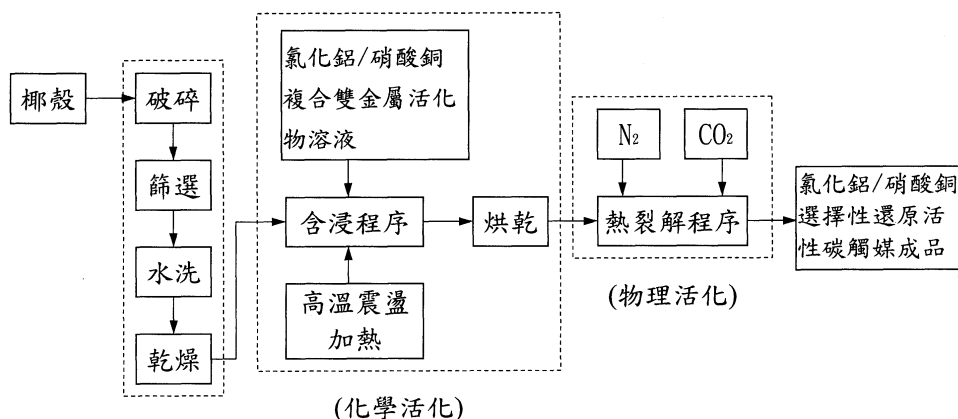 椰殼
破碎
篩選
水洗
乾燥
氯化鋁/硝酸銅
複合雙金屬活化
物溶液
含浸程序
高溫震盪
加熱
烘乾
(化學活化)
N₂
CO₂
熱裂解程序
(物理活化)
氯化鋁/硝酸銅
選擇性還原活
性碳觸媒成品